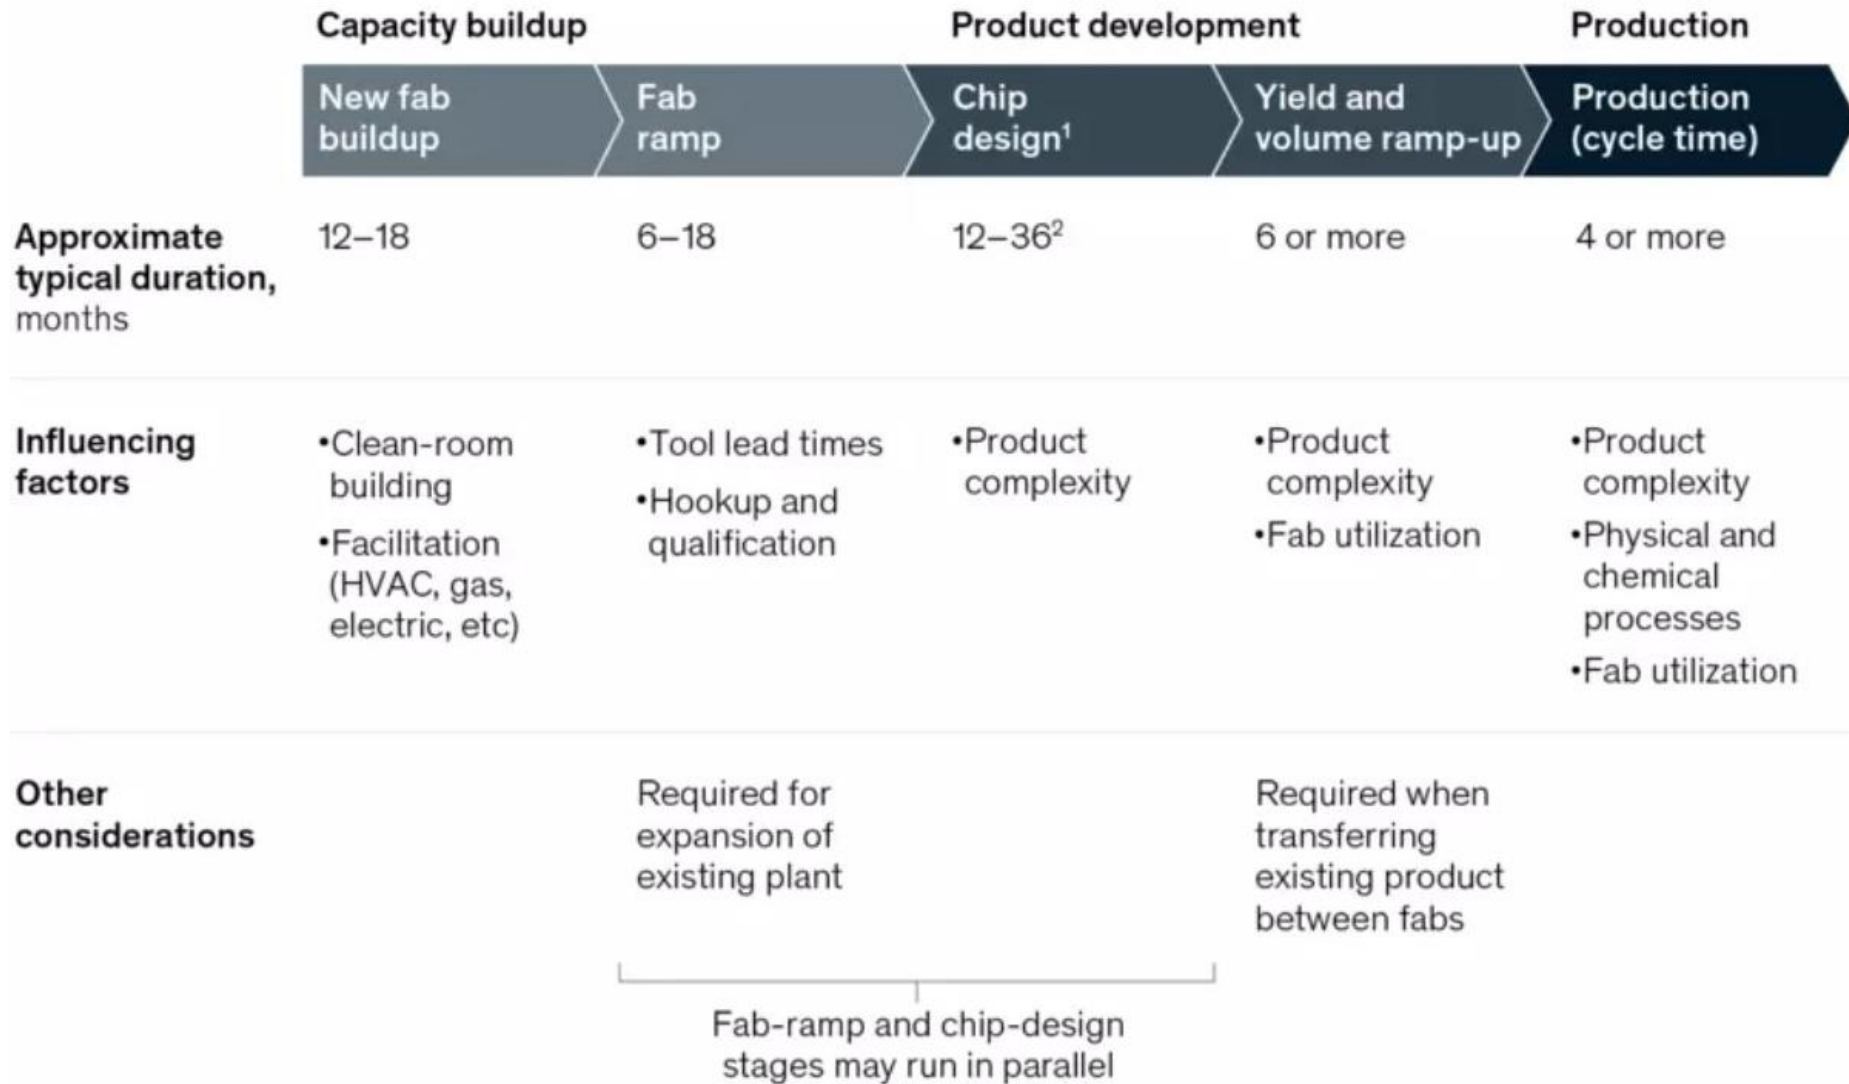 Capacity buildup
Product development
Production
New fab
buildup
Fab
ramp
Chip
design¹
Yield and
volume ramp-up
Production
(cycle time)
Approximate
typical duration,
months
12–18
6–18
12–36²
6 or more
4 or more
Influencing
factors
•Clean-room
building
•Facilitation
(HVAC, gas,
electric, etc)
•Tool lead times
•Hookup and
qualification
•Product
complexity
•Product
complexity
•Fab utilization
•Product
complexity
•Physical and
chemical
processes
•Fab utilization
Other
considerations
Required for
expansion of
existing plant
Required when
transferring
existing product
between fabs
Fab-ramp and chip-design
stages may run in parallel